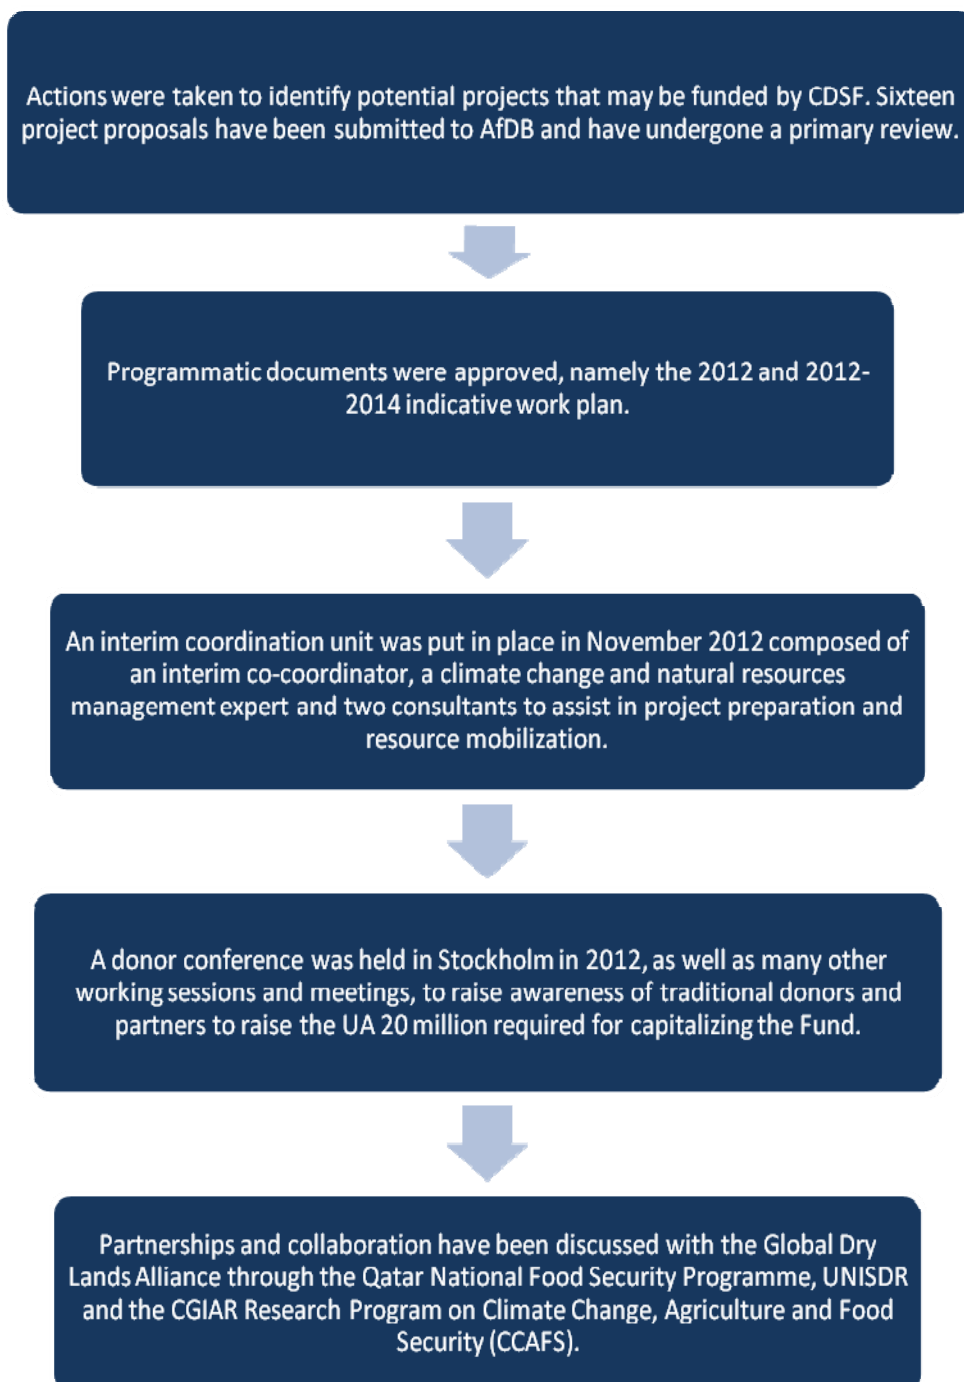 Actions were taken to identify potential projects that may be funded by CDSF. Sixteen
project proposals have been submitted to AfDB and have undergone a primary review.
Programmatic documents were approved, namely the 2012 and 2012-
2014 indicative work plan.
An interim coordination unit was put in place in November 2012 composed of
an interim co-coordinator, a climate change and natural resources
management expert and two consultants to assist in project preparation and
resource mobilization.
A donor conference was held in Stockholm in 2012, as well as many other
working sessions and meetings, to raise awareness of traditional donors and
partners to raise the UA 20 million required for capitalizing the Fund.
Partnerships and collaboration have been discussed with the Global Dry
Lands Alliance through the Qatar National Food Security Programme, UNISDR
and the CGIAR Research Program on Climate Change, Agriculture and Food
Security (CCAFS).